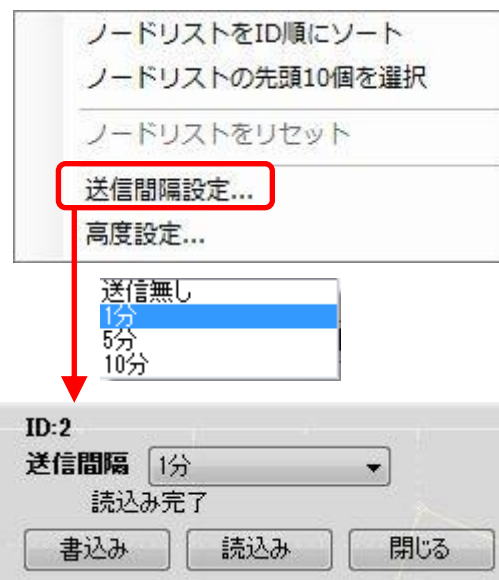 ノードリストをID順にソート
ノードリストの先頭10個を選択
ノードリストをリセット
送信間隔設定...
高度設定...
送信無し
1分
5分
10分
ID:2
送信間隔 1分
読込み完了
書込み 読込み 閉じる